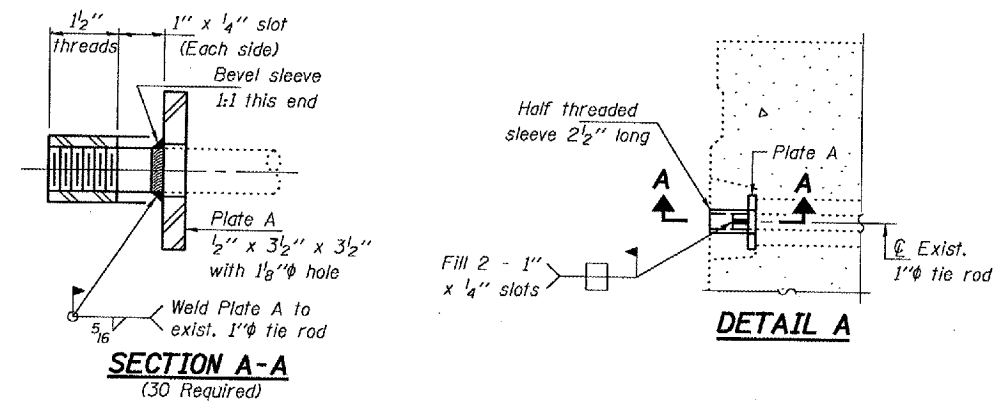 1½"
threads
1" x ¼" slot
(Each side)
Bevel sleeve
1:1 this end
Plate A
½" x 3½" x 3½"
with 1⅛"ϕ hole
5/16
Weld Plate A to
exist. 1"ϕ tie rod
SECTION A-A
(30 Required)
Half threaded
sleeve 2½" long
Plate A
A
A
Fill 2 - 1"
x ¼" slots
℄ Exist.
1"ϕ tie rod
DETAIL A